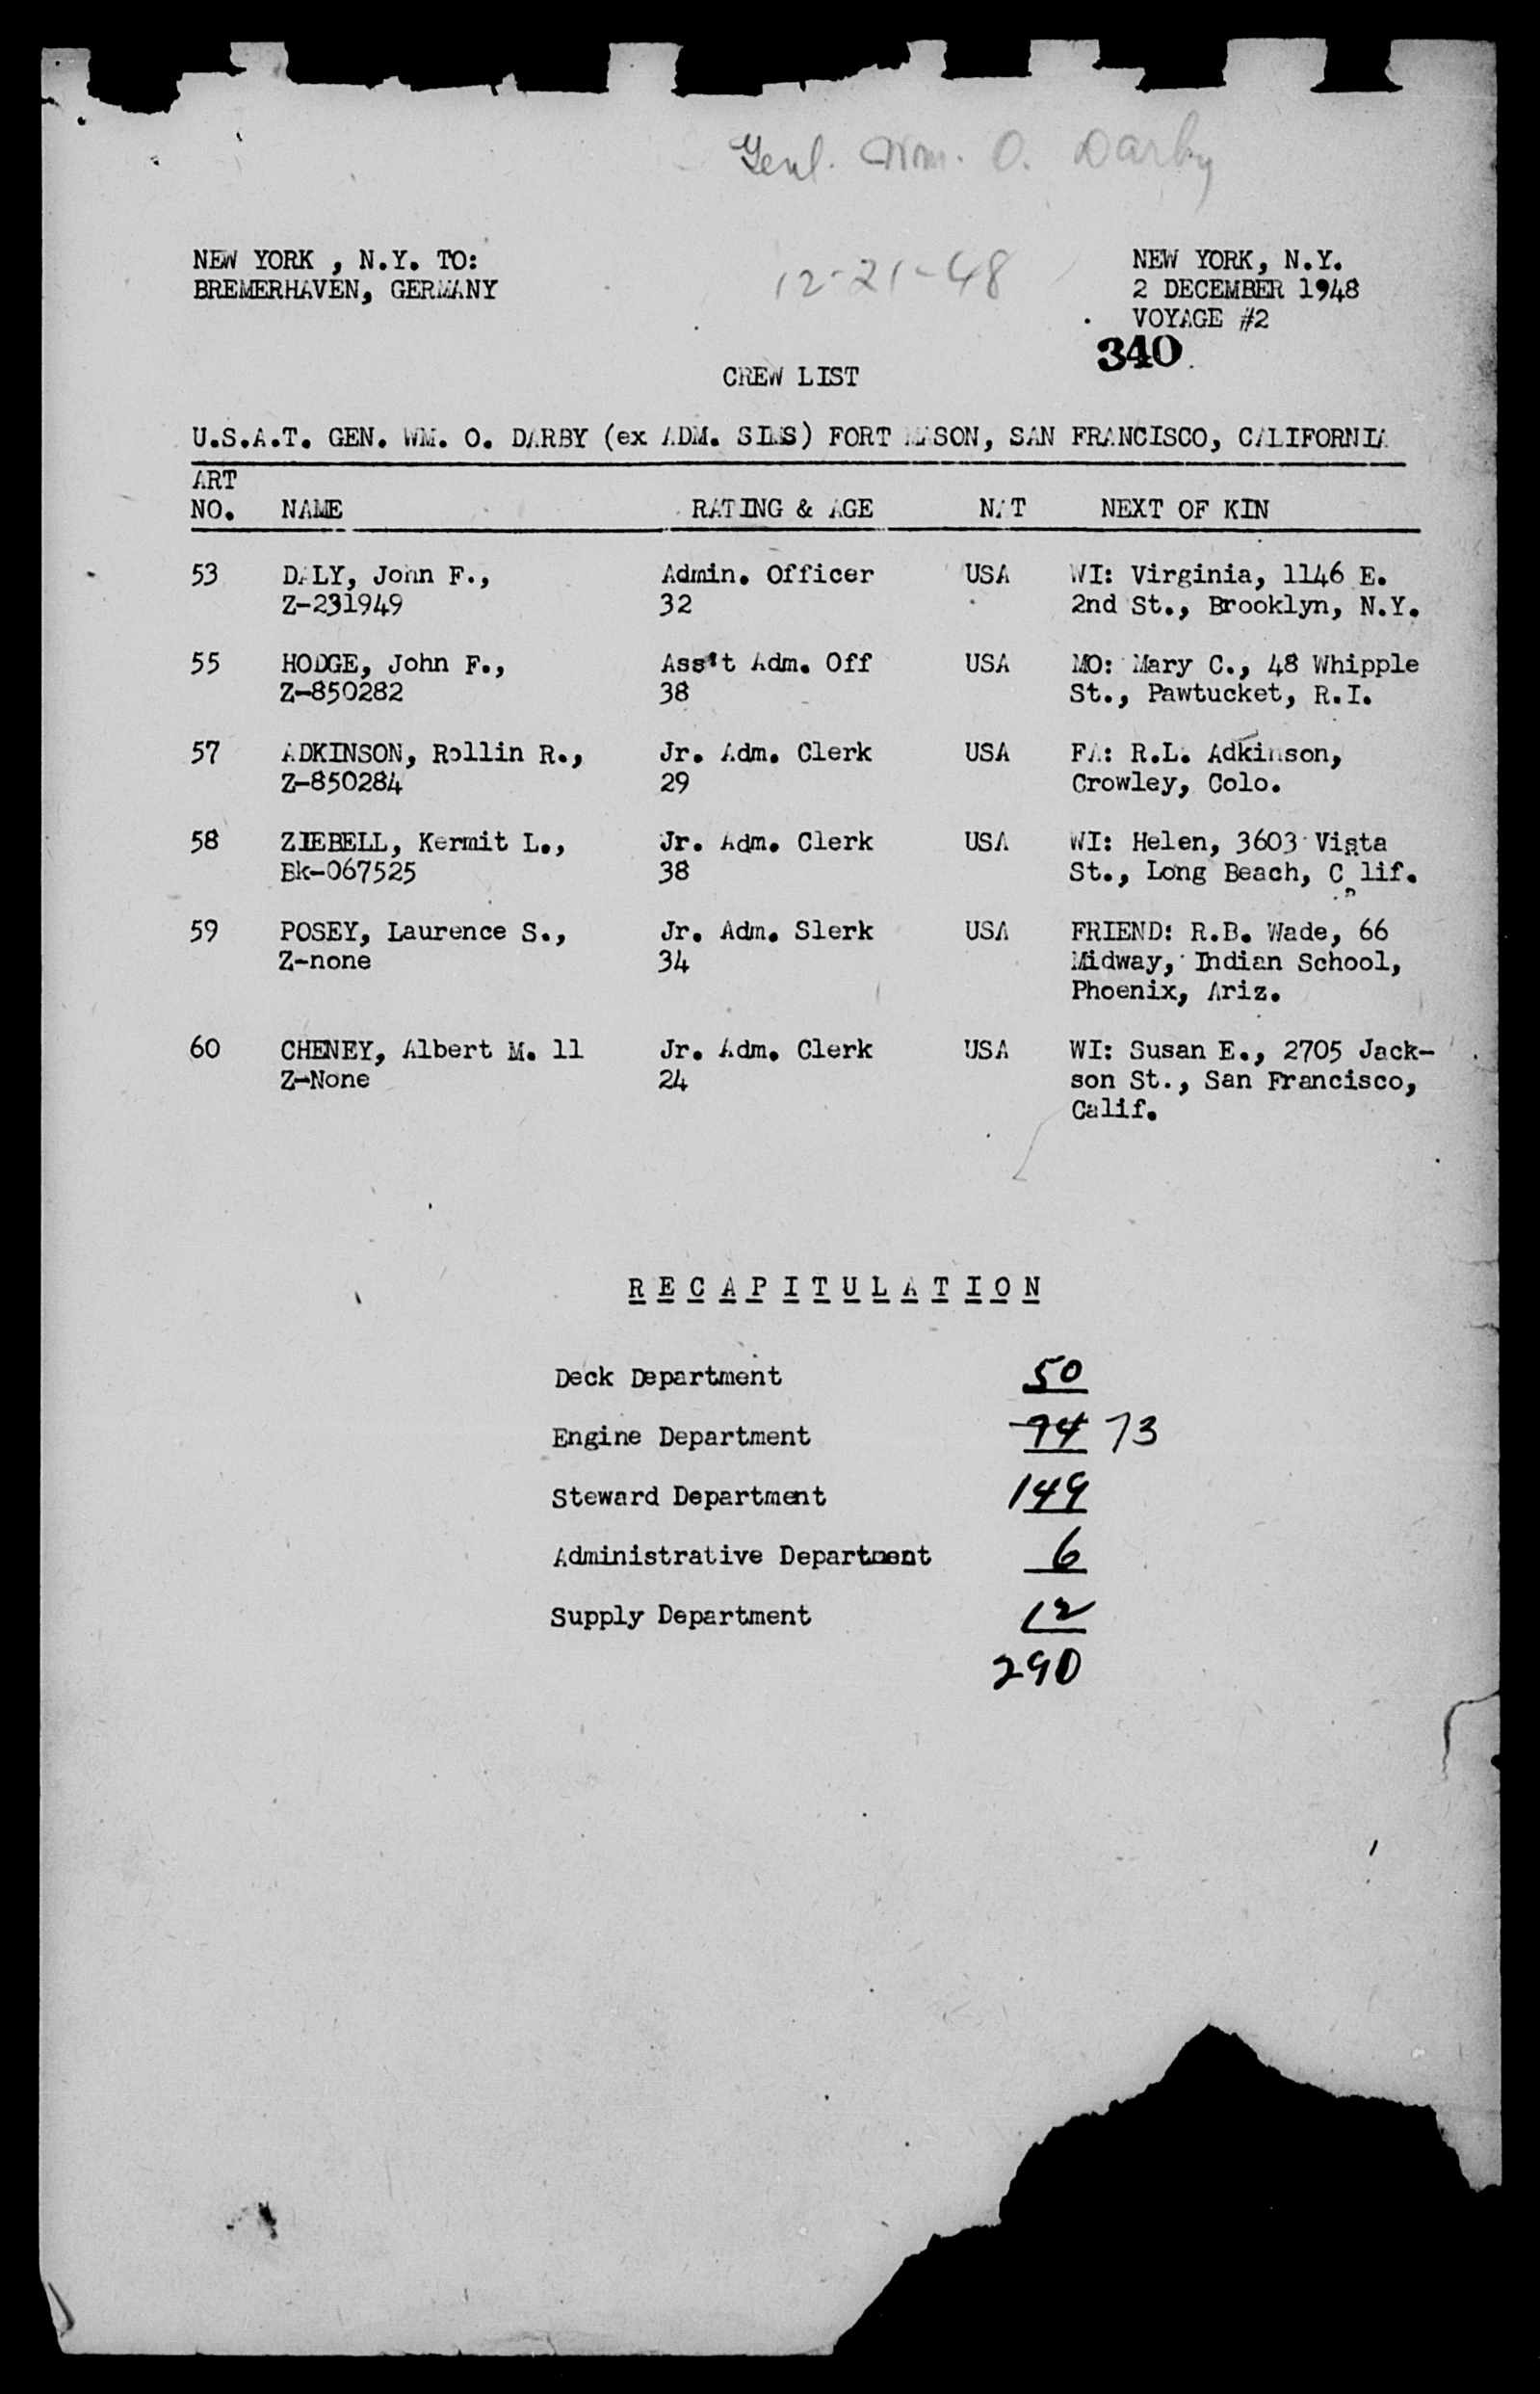 Genl. Wm. O. Darby
NEW YORK , N.Y. TO:
BREMERHAVEN, GERMANY
12-21-48
NEW YORK, N.Y.
2 DECEMBER 1948
VOYAGE #2
340
CREW LIST
U.S.A.T. GEN. WM. O. DARBY (ex ADM. SIMS) FORT MASON, SAN FRANCISCO, CALIFORNIA
ART
NO. NAME RATING & AGE NAT NEXT OF KIN
53 DALY, John F., Admin. Officer USA WI: Virginia, 1146 E.
Z-231949 32 2nd St., Brooklyn, N.Y.
55 HODGE, John F., Ass't Adm. Off USA MO: Mary C., 48 Whipple
Z-850282 38 St., Pawtucket, R.I.
57 ADKINSON, Rollin R., Jr. Adm. Clerk USA FA: R.L. Adkinson,
Z-850284 29 Crowley, Colo.
58 ZIEBELL, Kermit L., Jr. Adm. Clerk USA WI: Helen, 3603 Vista
Bk-067525 38 St., Long Beach, Calif.
59 POSEY, Laurence S., Jr. Adm. Slerk USA FRIEND: R.B. Wade, 66
Z-none 34 Midway, Indian School,
Phoenix, Ariz.
60 CHENEY, Albert M. 11 Jr. Adm. Clerk USA WI: Susan E., 2705 Jack-
Z-None 24 son St., San Francisco,
Calif.
RECAPITULATION
Deck Department 50
Engine Department 74 73
Steward Department 149
Administrative Department 6
Supply Department 12
290